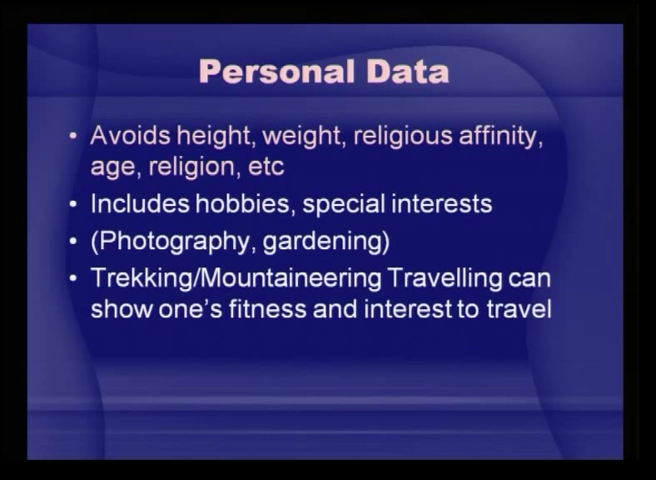 Personal Data
• Avoids height, weight, religious affinity,
age, religion, etc
• Includes hobbies, special interests
• (Photography, gardening)
• Trekking/Mountaineering Travelling can
show one's fitness and interest to travel